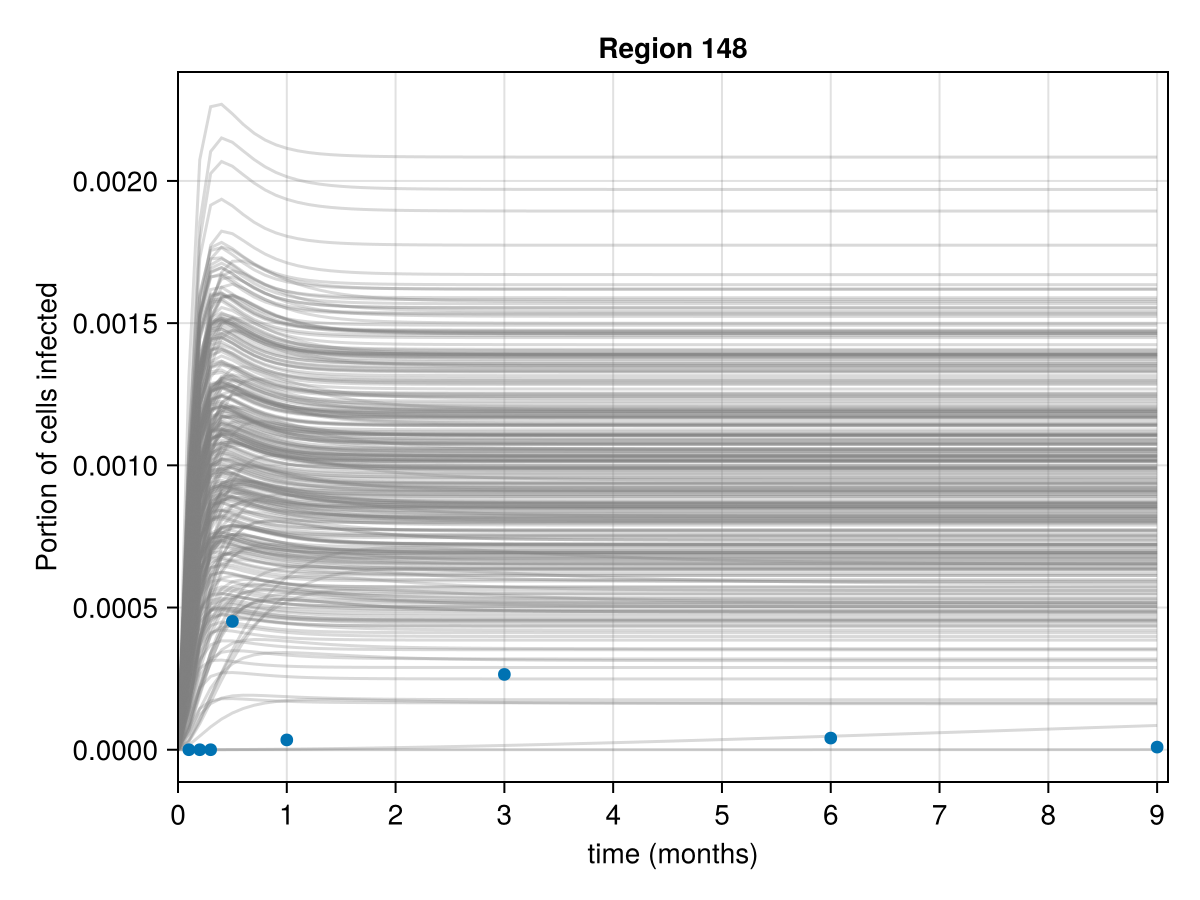 Region 148
Portion of cells infected
0.0020
0.0015
0.0010
0.0005
0.0000
0 1 2 3 4 5 6 7 8 9
time (months)